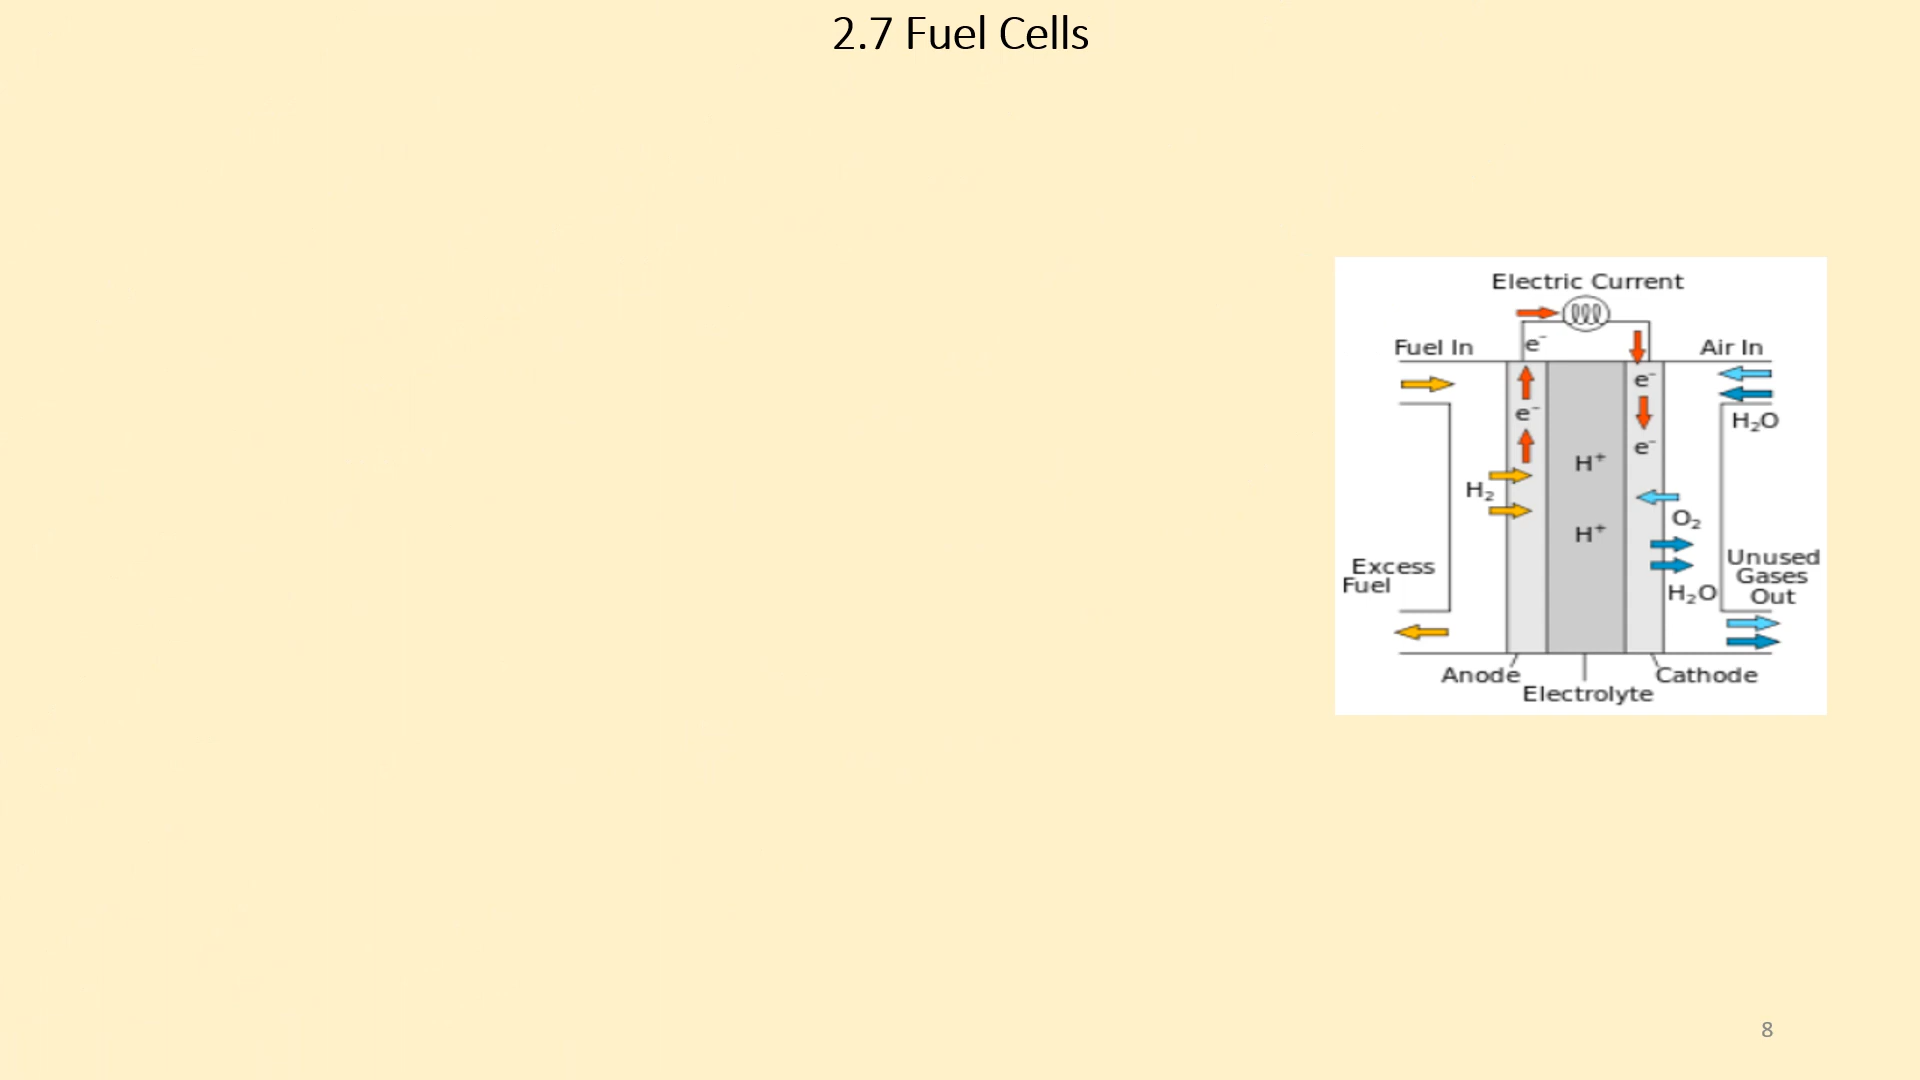 2.7 Fuel Cells
Electric Current
Fuel In
e⁻
Air In
e⁻
H₂O
e⁻
e⁻
H⁺
H₂
O₂
H⁺
Excess
Fuel
Unused
Gases
Out
H₂O
Anode
Cathode
Electrolyte
8